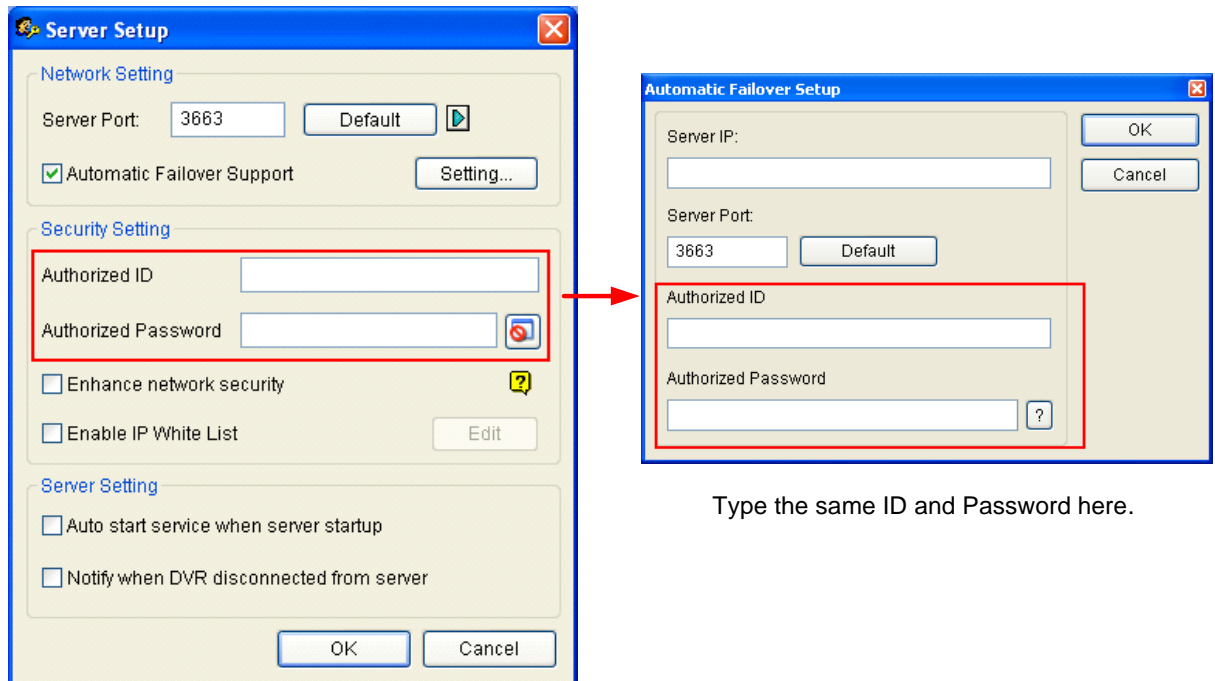 Server Setup
Network Setting
Server Port: 3663 Default
Automatic Failover Support Setting...
Security Setting
Authorized ID
Authorized Password
Enhance network security ?
Enable IP White List Edit
Server Setting
Auto start service when server startup
Notify when DVR disconnected from server
OK Cancel
Automatic Failover Setup
Server IP:
OK
Cancel
Server Port:
3663 Default
Authorized ID
Authorized Password
?
Type the same ID and Password here.